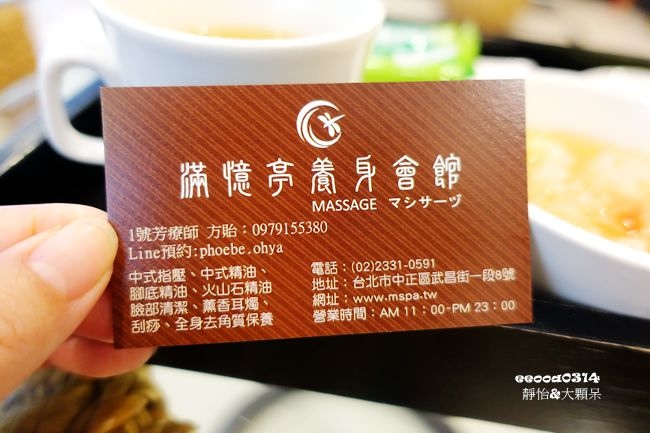 滿憶亭養身會館
MASSAGE マシサーヅ
1號芳療師 方貽：0979155380
Line預約:phoebe.ohya
中式指壓、中式精油、
腳底精油、火山石精油
臉部清潔、薰香耳燭、
刮痧、全身去角質保養
電話：(02)2331-0591
地址：台北市中正區武昌街一段8號
網址：www.mspa.tw
營業時間：AM 11：00-PM 23：00
eeooa0314
靜怡&大顆呆